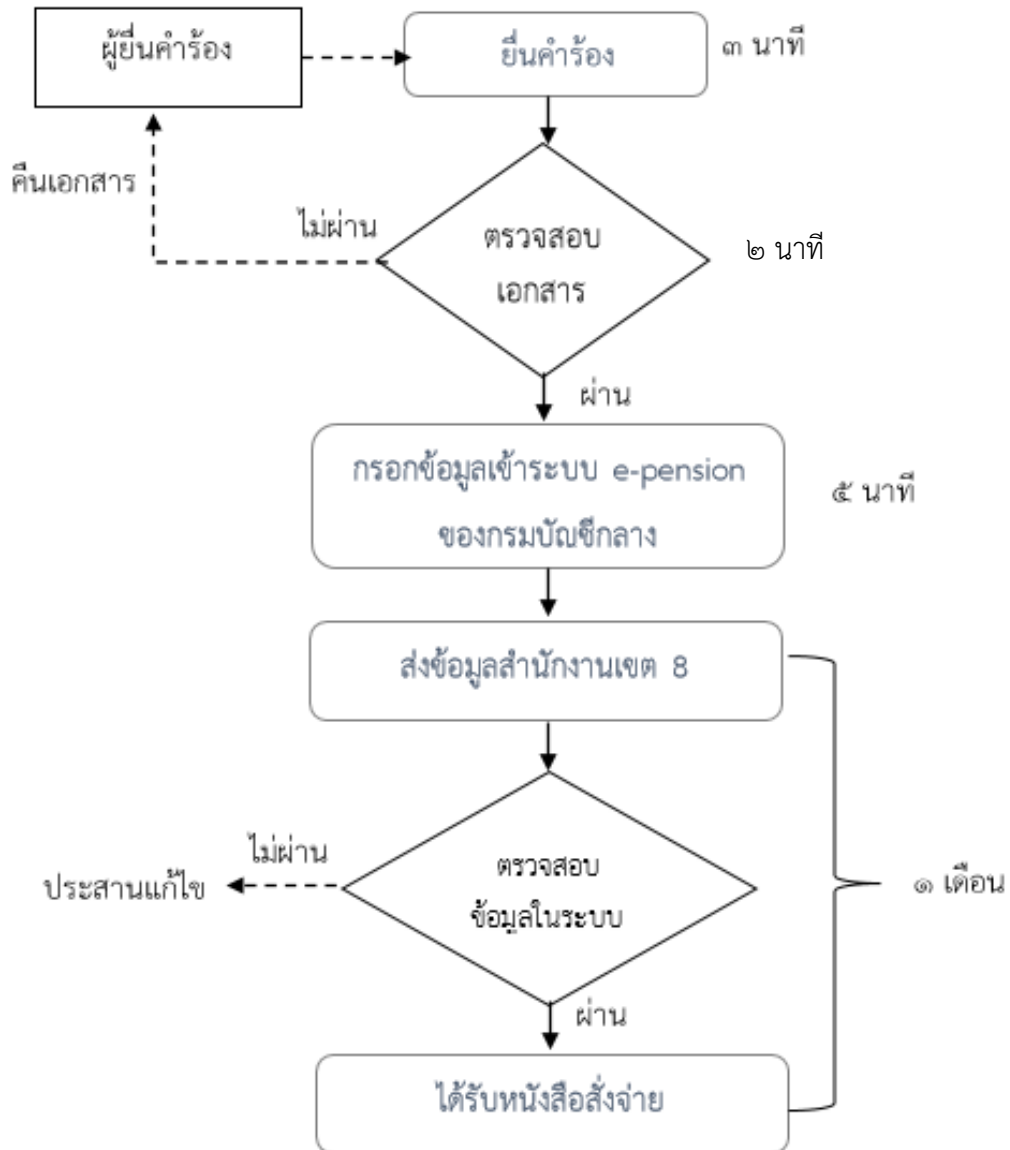 ผู้ยื่นคำร้อง
ยื่นคำร้อง
๓ นาที
คืนเอกสาร
ไม่ผ่าน
ตรวจสอบ
เอกสาร
๒ นาที
ผ่าน
กรอกข้อมูลเข้าระบบ e-pension
ของกรมบัญชีกลาง
๕ นาที
ส่งข้อมูลสำนักงานเขต 8
ไม่ผ่าน
ประสานแก้ไข
ตรวจสอบ
ข้อมูลในระบบ
๑ เดือน
ผ่าน
ได้รับหนังสือสั่งจ่าย